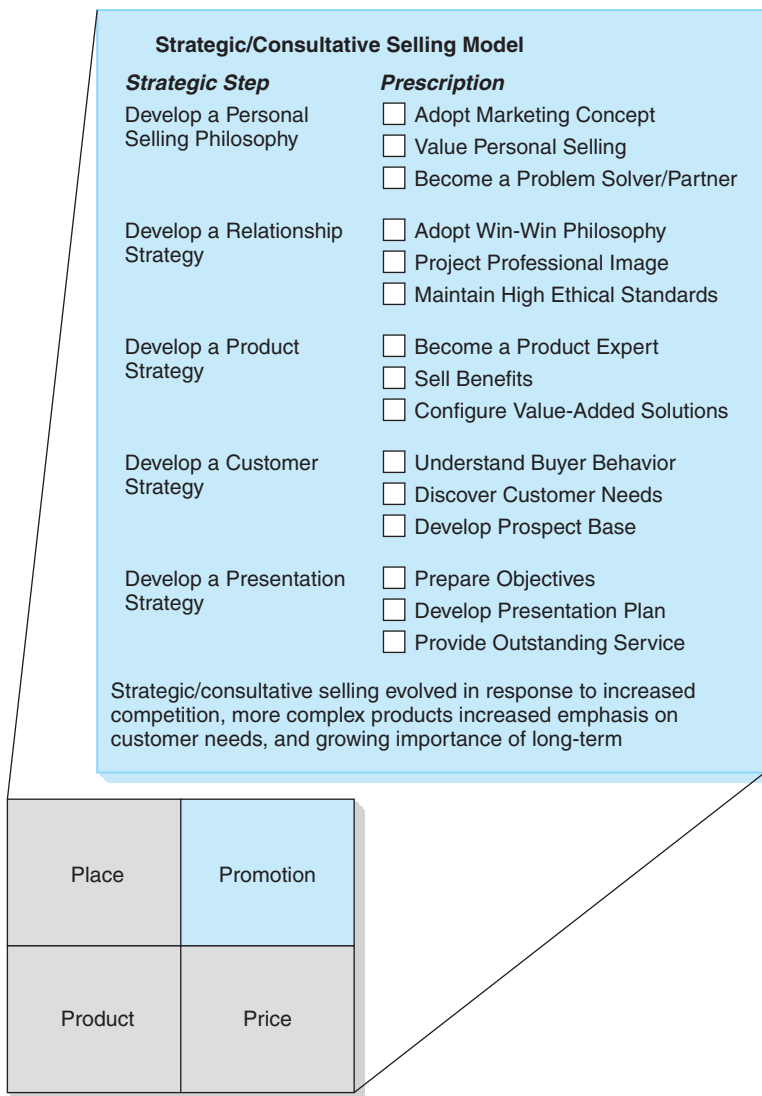 Strategic/Consultative Selling Model
Strategic Step
Prescription
Develop a Personal
Selling Philosophy
Adopt Marketing Concept
Value Personal Selling
Become a Problem Solver/Partner
Develop a Relationship
Strategy
Adopt Win-Win Philosophy
Project Professional Image
Maintain High Ethical Standards
Develop a Product
Strategy
Become a Product Expert
Sell Benefits
Configure Value-Added Solutions
Develop a Customer
Strategy
Understand Buyer Behavior
Discover Customer Needs
Develop Prospect Base
Develop a Presentation
Strategy
Prepare Objectives
Develop Presentation Plan
Provide Outstanding Service
Strategic/consultative selling evolved in response to increased
competition, more complex products increased emphasis on
customer needs, and growing importance of long-term
Place
Promotion
Product
Price